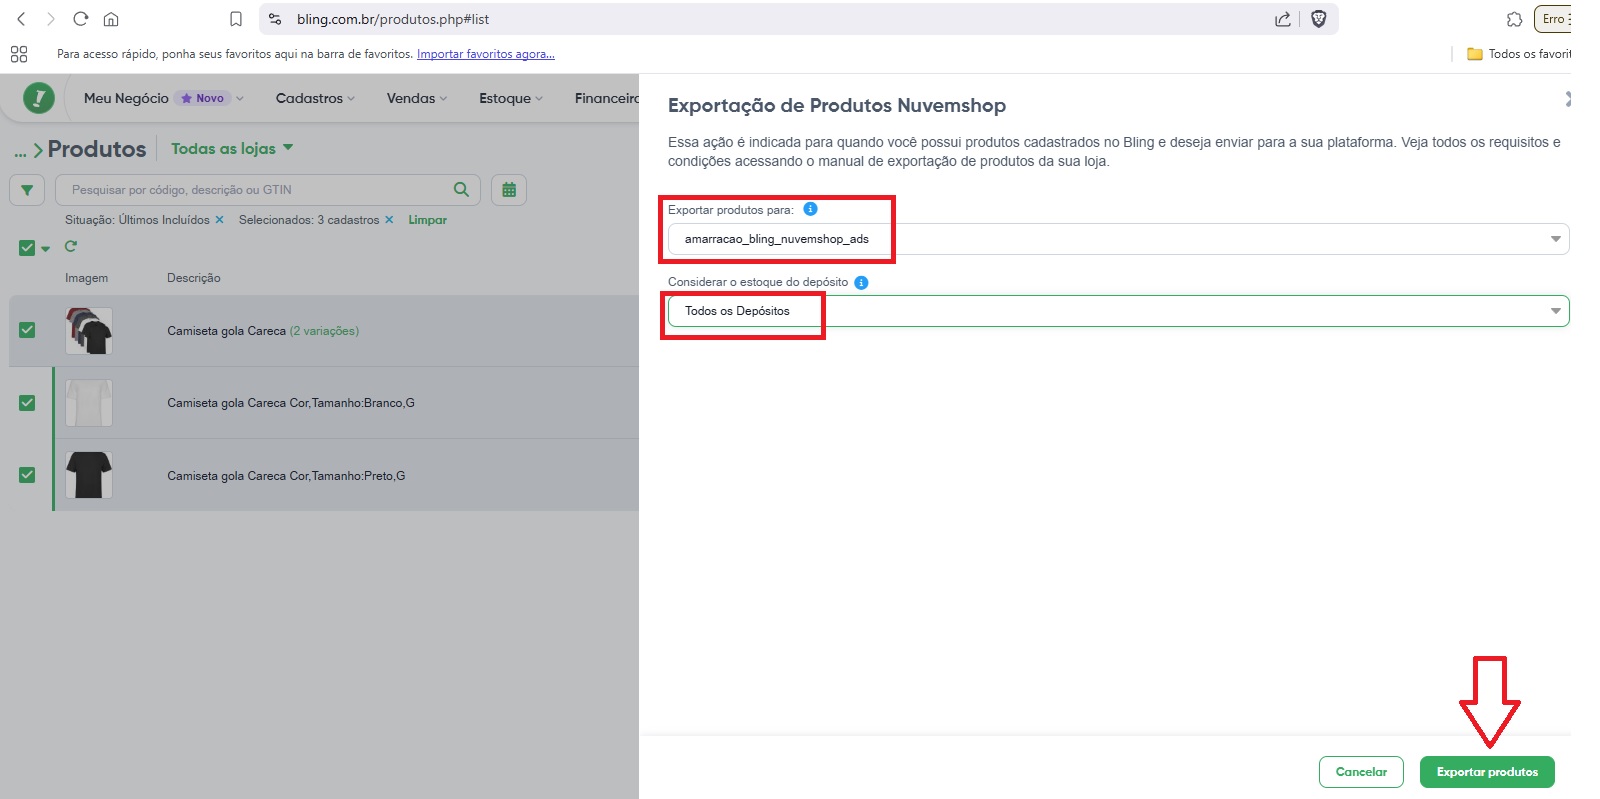 bling.com.br/produtos.php#list
Erro
Para acesso rápido, ponha seus favoritos aqui na barra de favoritos. Importar favoritos agora...
Todos os favorit
Meu Negócio Novo Cadastros Vendas Estoque Financeiro
... Produtos Todas as lojas
Pesquisar por código, descrição ou GTIN
Situação: Últimos Incluídos × Selecionados: 3 cadastros × Limpar
Imagem Descrição
Camiseta gola Careca (2 variações)
Camiseta gola Careca Cor,Tamanho:Branco,G
Camiseta gola Careca Cor,Tamanho:Preto,G
Exportação de Produtos Nuvemshop
Essa ação é indicada para quando você possui produtos cadastrados no Bling e deseja enviar para a sua plataforma. Veja todos os requisitos e
condições acessando o manual de exportação de produtos da sua loja.
Exportar produtos para:
amarracao_bling_nuvemshop_ads
Considerar o estoque do depósito
Todos os Depósitos
Cancelar Exportar produtos